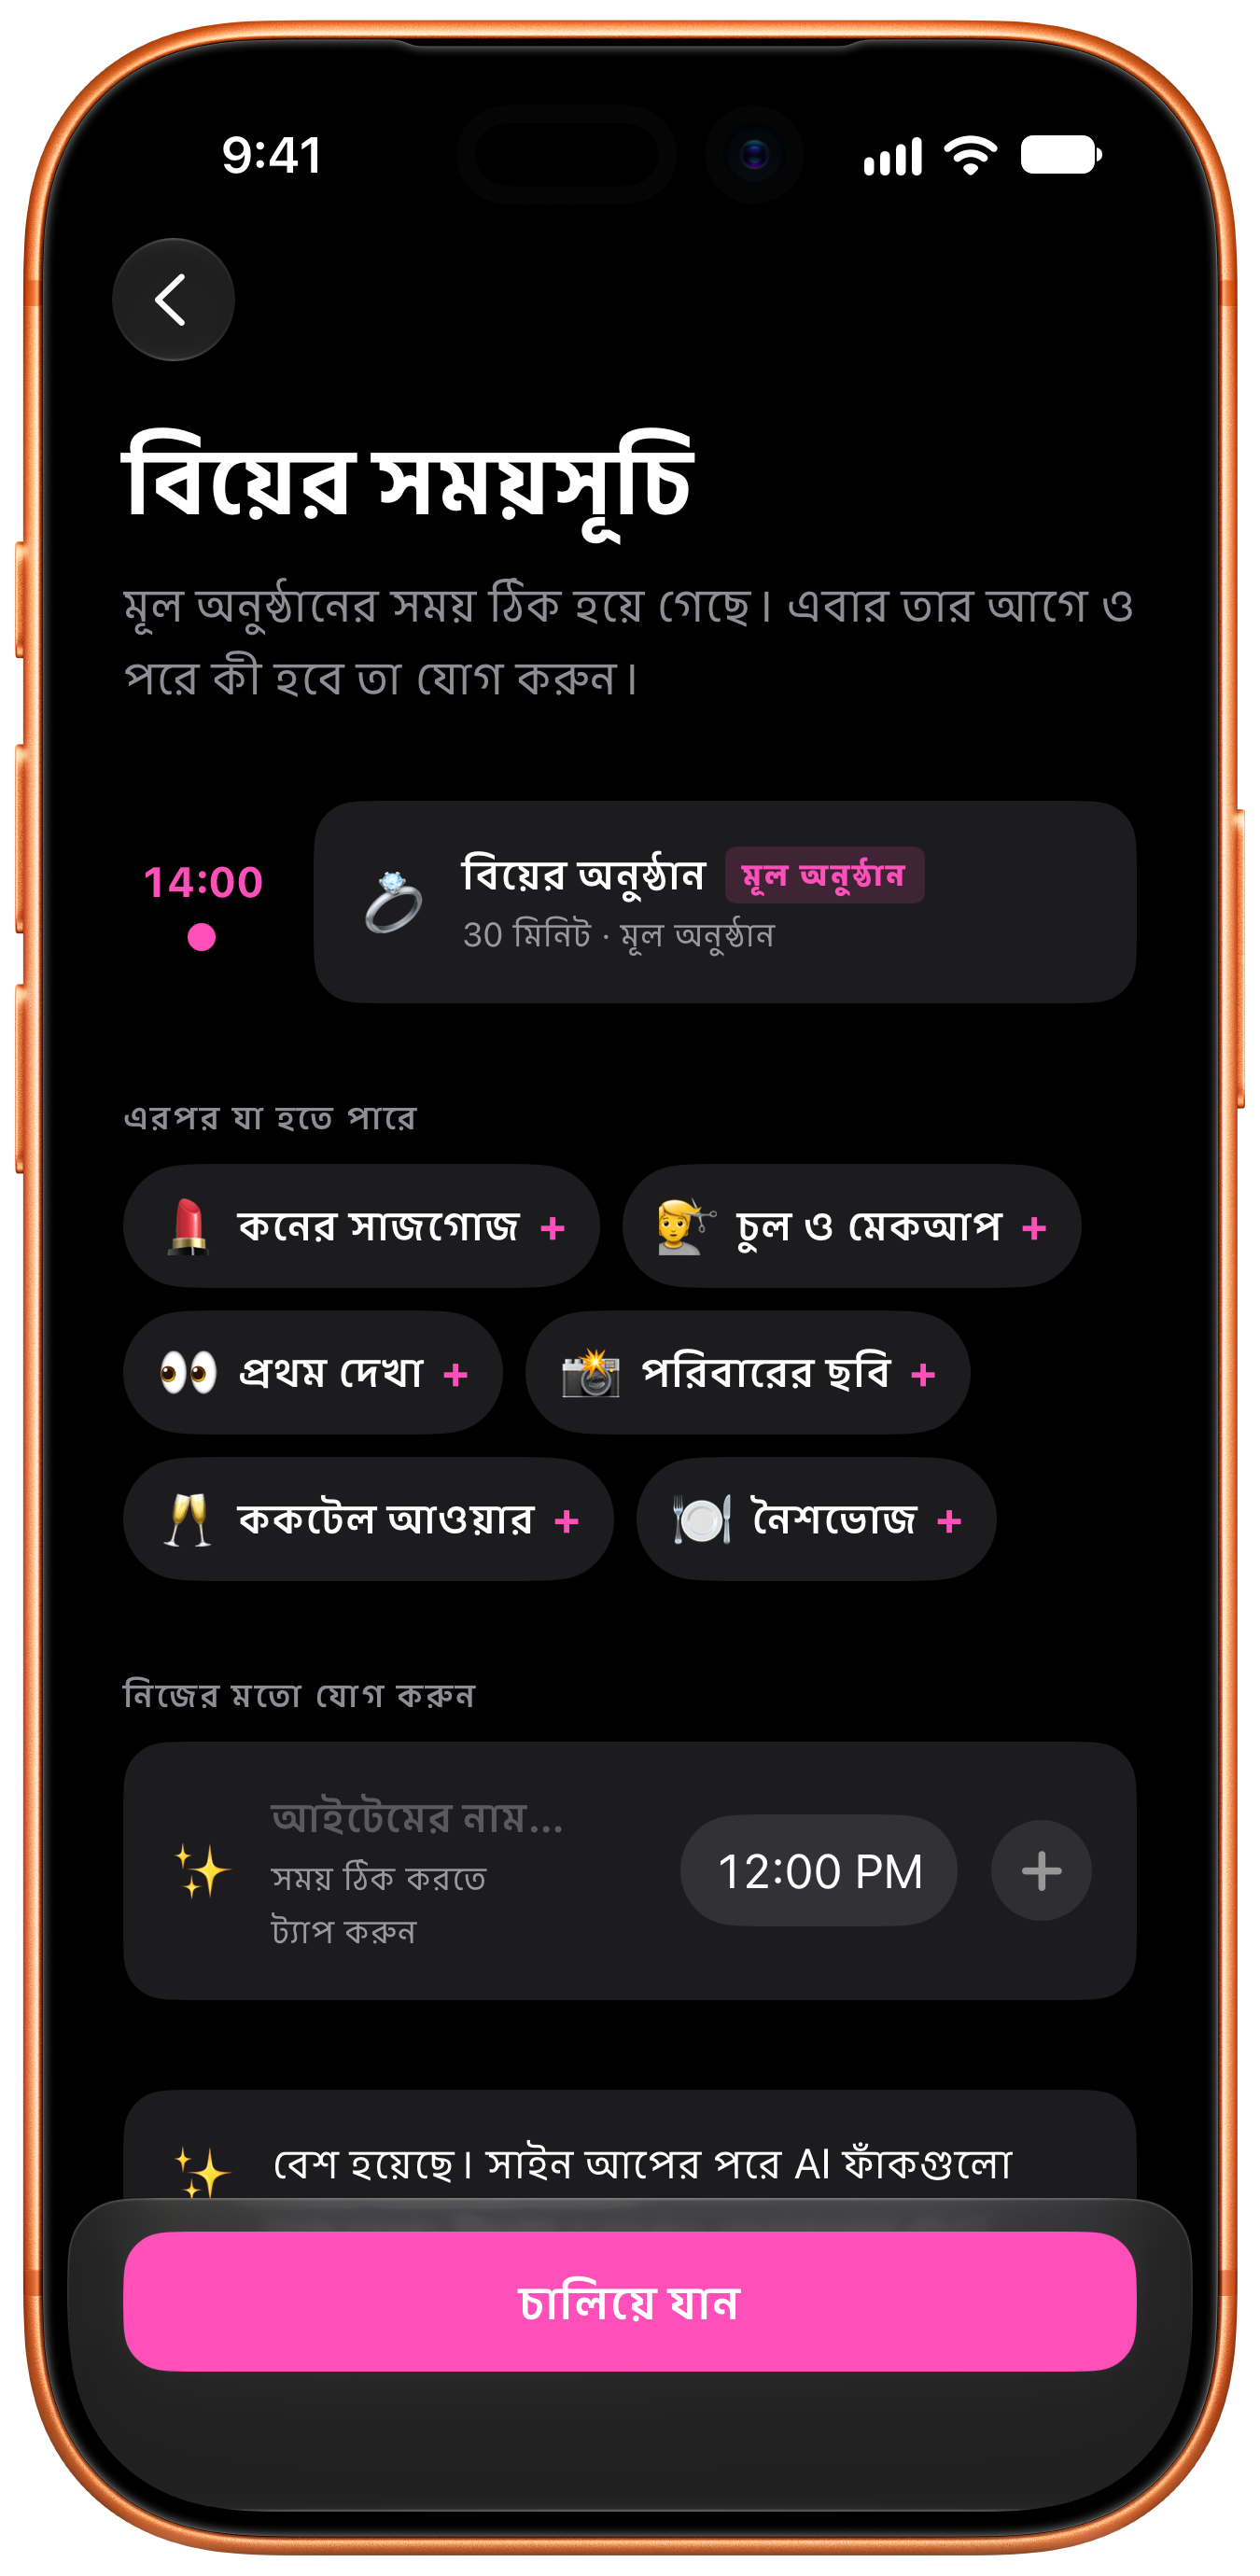 9:41
বিয়ের সময়সূচি
মূল অনুষ্ঠানের সময় ঠিক হয়ে গেছে। এবার তার আগে ও
পরে কী হবে তা যোগ করুন।
14:00
বিয়ের অনুষ্ঠান মূল অনুষ্ঠান
30 মিনিট · মূল অনুষ্ঠান
এরপর যা হতে পারে
কনের সাজগোজ +
চুল ও মেকআপ +
প্রথম দেখা +
পরিবারের ছবি +
ককটেল আওয়ার +
নৈশভোজ +
নিজের মতো যোগ করুন
আইটেমের নাম...
সময় ঠিক করতে
ট্যাপ করুন
12:00 PM
বেশ হয়েছে। সাইন আপের পরে AI ফাঁকগুলো
চালিয়ে যান